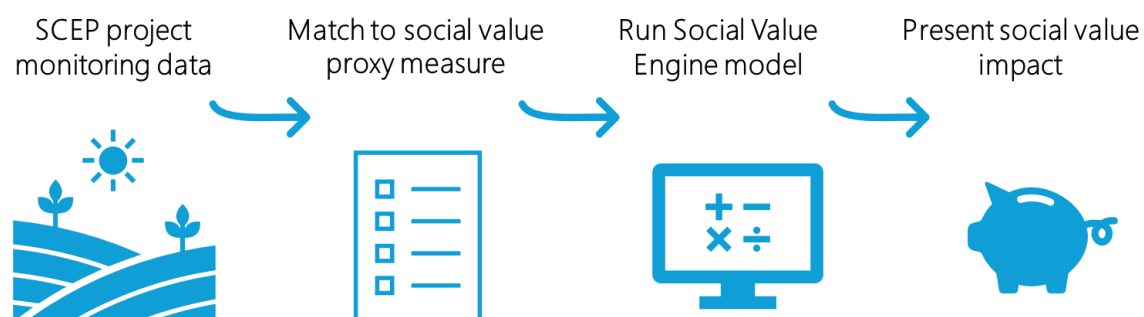 SCEP project
monitoring data
Match to social value
proxy measure
Run Social Value
Engine model
Present social value
impact